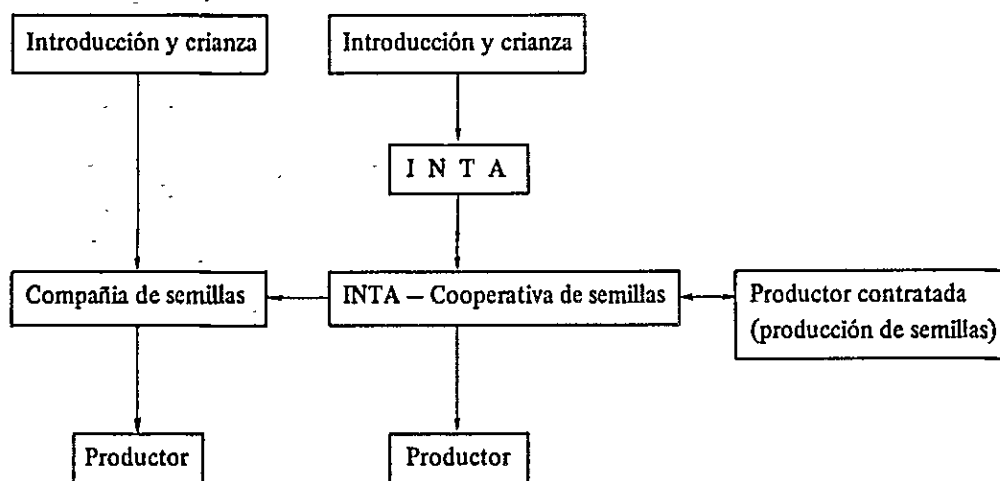 Introducción y crianza
Introducción y crianza
I N T A
Compañia de semillas
INTA – Cooperativa de semillas
Productor contratada
(producción de semillas)
Productor
Productor